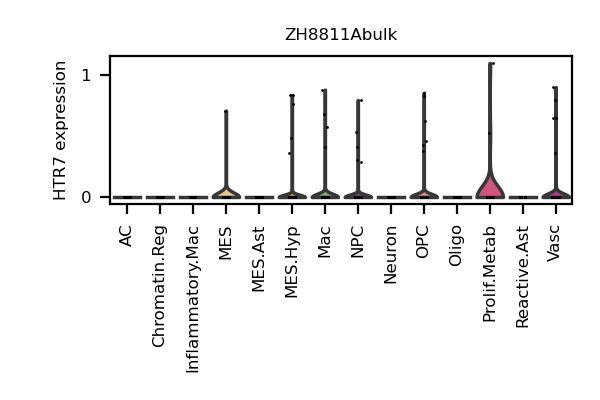 ZH8811Abulk
HTR7 expression
1
0
AC
Chromatin.Reg
Inflammatory.Mac
MES
MES.Ast
MES.Hyp
Mac
NPC
Neuron
OPC
Oligo
Prolif.Metab
Reactive.Ast
Vasc